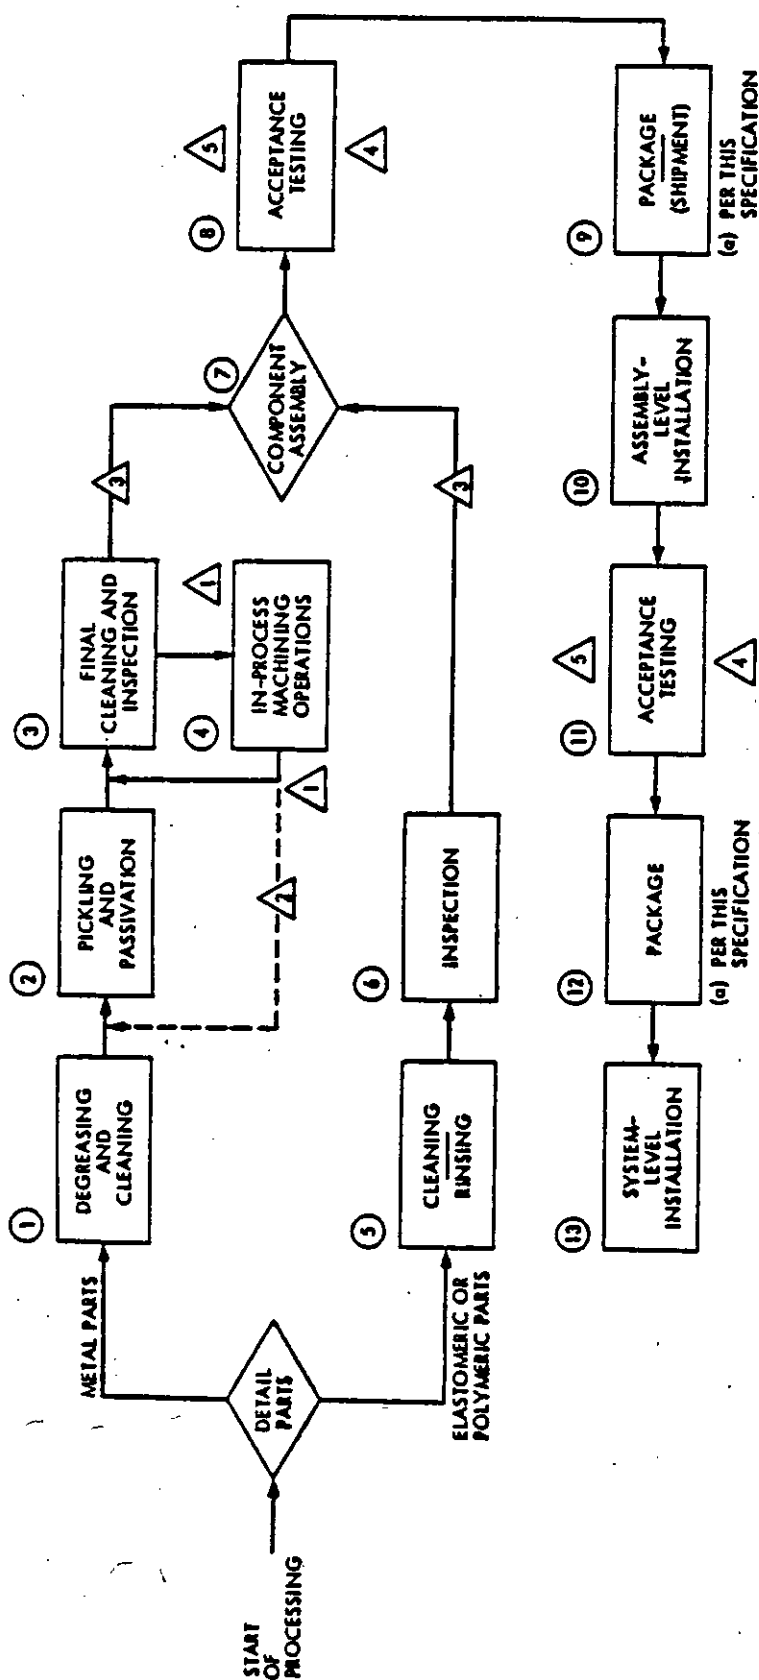 START
OF
PROCESSING
DETAIL
PARTS
METAL PARTS
1
DEGREASING
AND
CLEANING
2
PICKLING
AND
PASSIVATION
3
FINAL
CLEANING AND
INSPECTION
3
4
IN-PROCESS
MACHINING
OPERATIONS
1
1
2
ELASTOMERIC OR
POLYMERIC PARTS
5
CLEANING
RINSING
6
INSPECTION
3
7
COMPONENT
ASSEMBLY
8
ACCEPTANCE
TESTING
5
4
9
PACKAGE
(SHIPMENT)
(a) PER THIS
SPECIFICATION
10
ASSEMBLY-
LEVEL
INSTALLATION
11
ACCEPTANCE
TESTING
5
4
12
PACKAGE
(a) PER THIS
SPECIFICATION
13
SYSTEM-
LEVEL
INSTALLATION